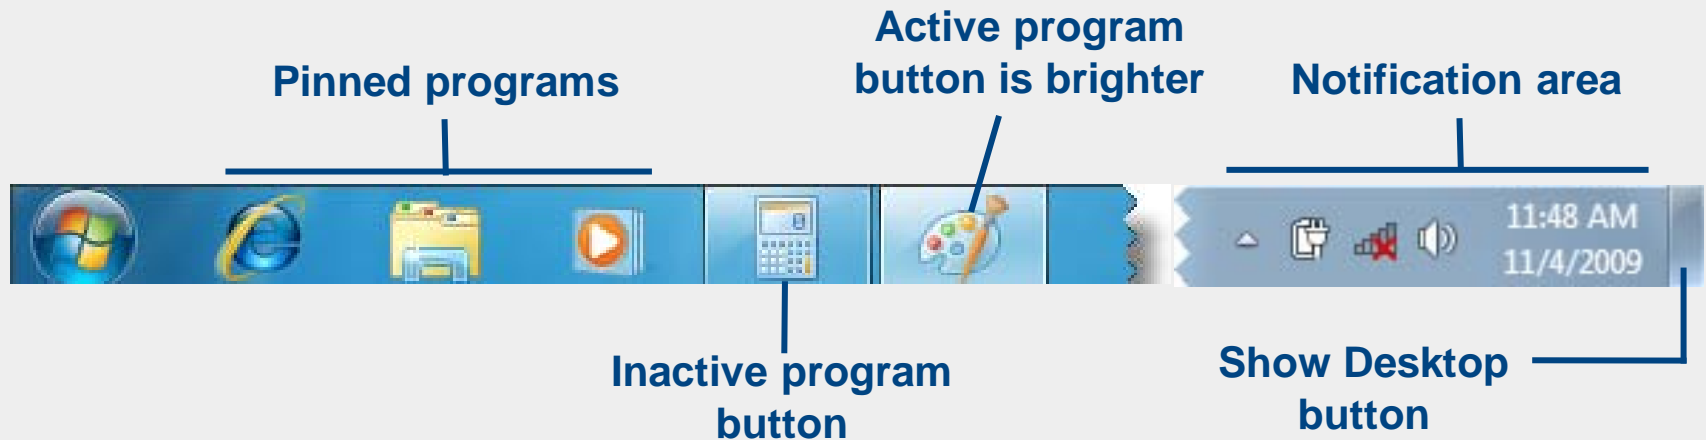 Active program
button is brighter
Pinned programs
Notification area
11:48 AM
11/4/2009
Inactive program
button
Show Desktop
button